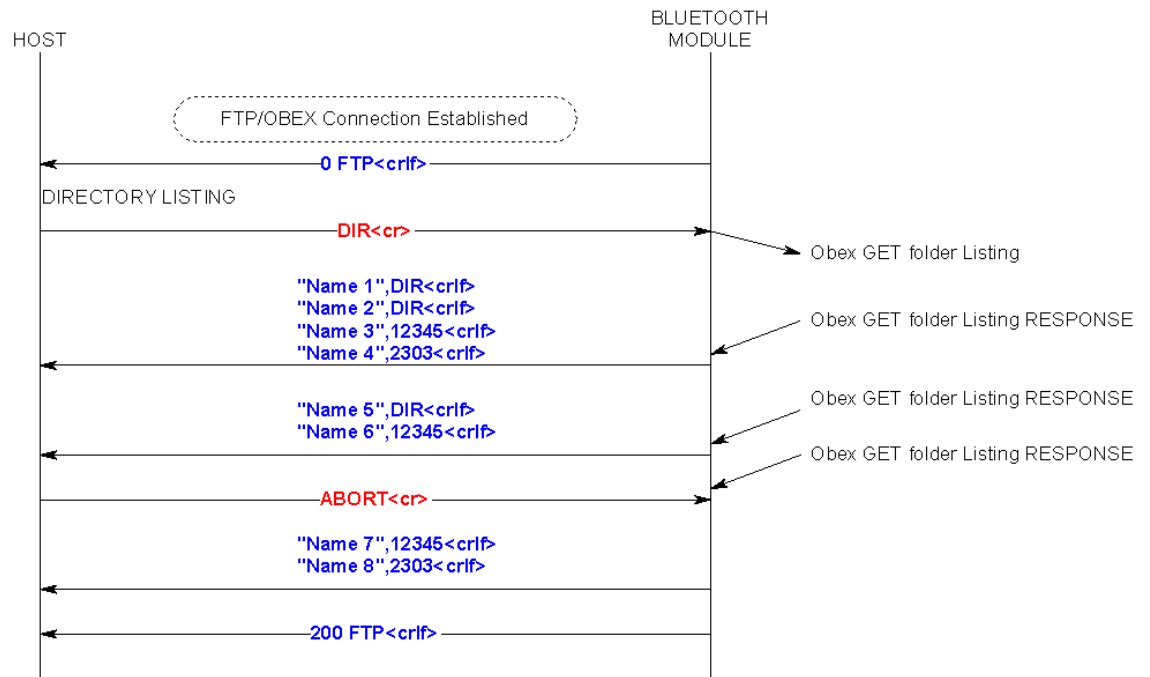 BLUETOOTH
HOST
MODULE
FTP/OBEX Connection Established
0 FTP<crlf>
DIRECTORY LISTING
DIR<cr>
Obex GET folder Listing
"Name 1",DIR<crlf>
"Name 2",DIR<crlf>
"Name 3",12345<crlf>
"Name 4",2303<crlf>
Obex GET folder Listing RESPONSE
"Name 5",DIR<crlf>
"Name 6",12345<crlf>
Obex GET folder Listing RESPONSE
Obex GET folder Listing RESPONSE
ABORT<cr>
"Name 7",12345<crlf>
"Name 8",2303<crlf>
200 FTP<crlf>